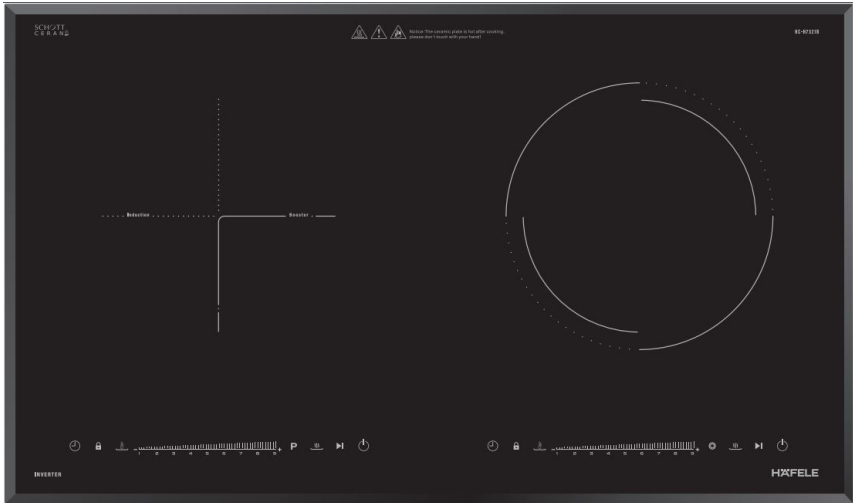 SCHOTT
CERAN®
Notice: The ceramic plate is hot after cooking,
please don't touch with your hand!
HC-M732IB
Induction
Booster
- 1 2 3 4 5 6 7 8 9 +
P
- 1 2 3 4 5 6 7 8 9 +
INVERTER
HÄFELE